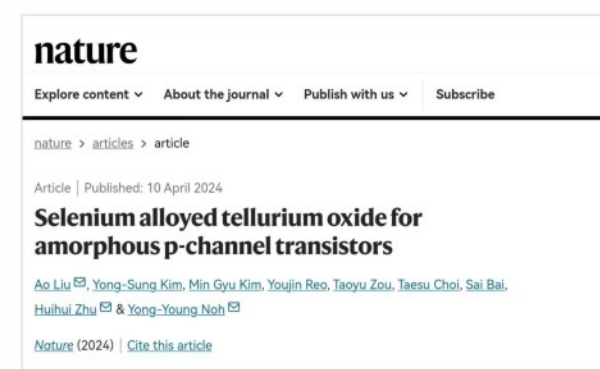 nature
Explore content About the journal Publish with us Subscribe
nature > articles > article
Article | Published: 10 April 2024
Selenium alloyed tellurium oxide for
amorphous p-channel transistors
Ao Liu, Yong-Sung Kim, Min Gyu Kim, Youjin Reo, Taoyu Zou, Taesu Choi, Sai Bai,
Huihui Zhu & Yong-Young Noh
Nature (2024) | Cite this article